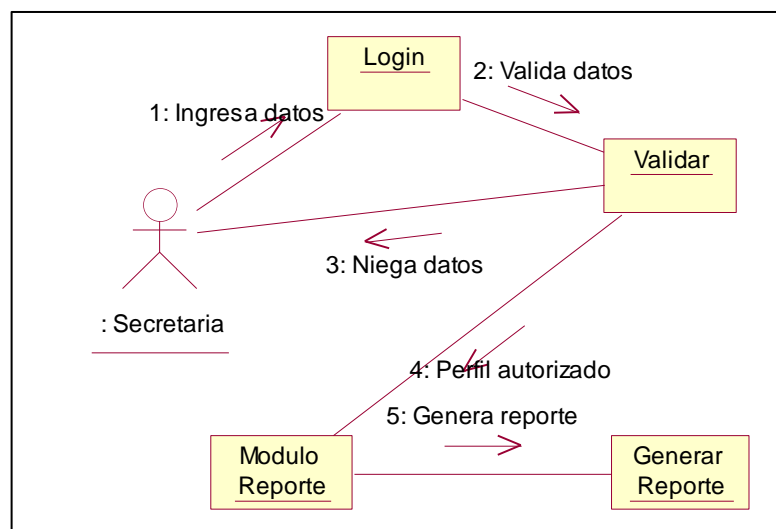 Login
2: Valida datos
1: Ingresa datos
Validar
3: Niega datos
: Secretaria
4: Perfil autorizado
5: Genera reporte
Modulo
Reporte
Generar
Reporte